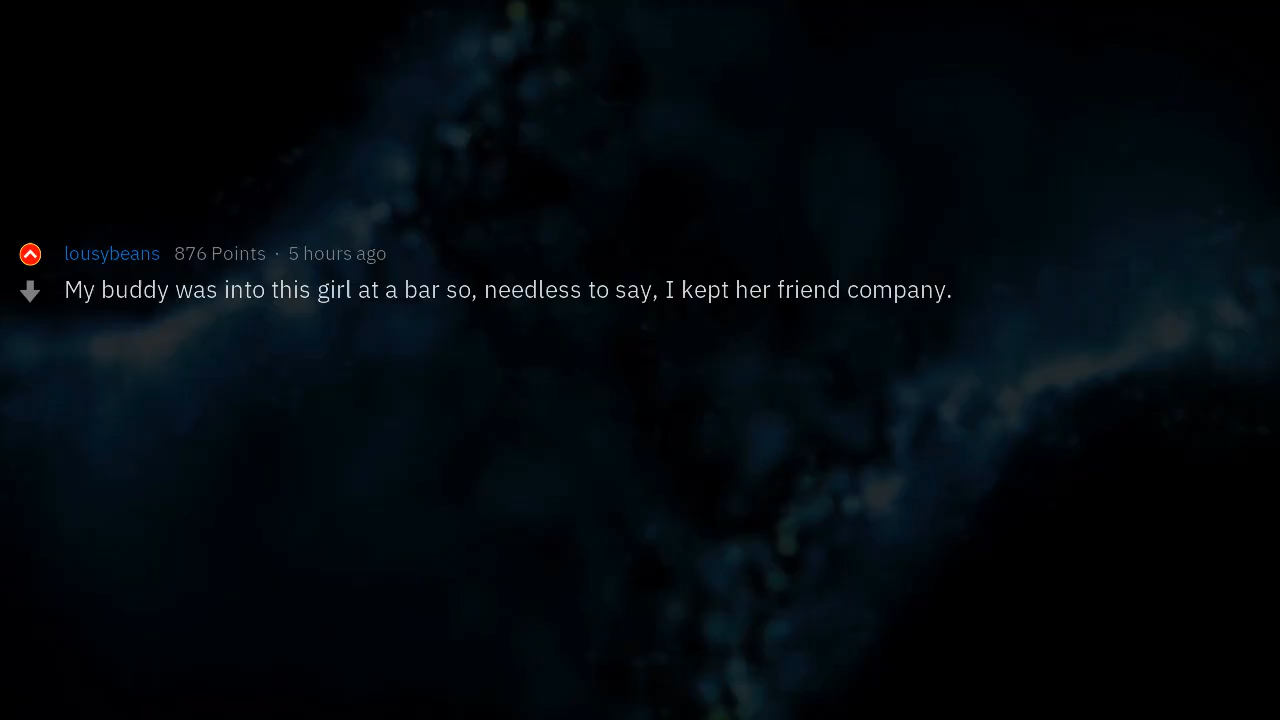 lousybeans 876 Points · 5 hours ago
My buddy was into this girl at a bar so, needless to say, I kept her friend company.